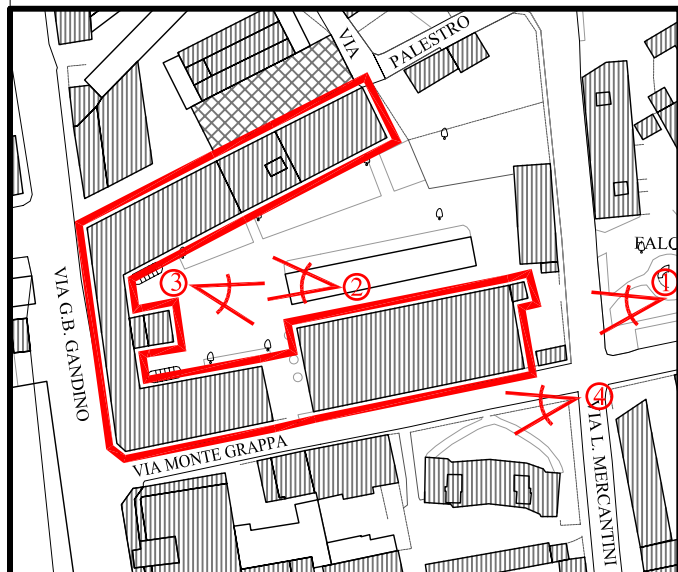 VIA
PALESTRO
FALC
1
3
2
VIA G.B. GANDINO
4
VIA MONTE GRAPPA
VIA L. MERCANTINI